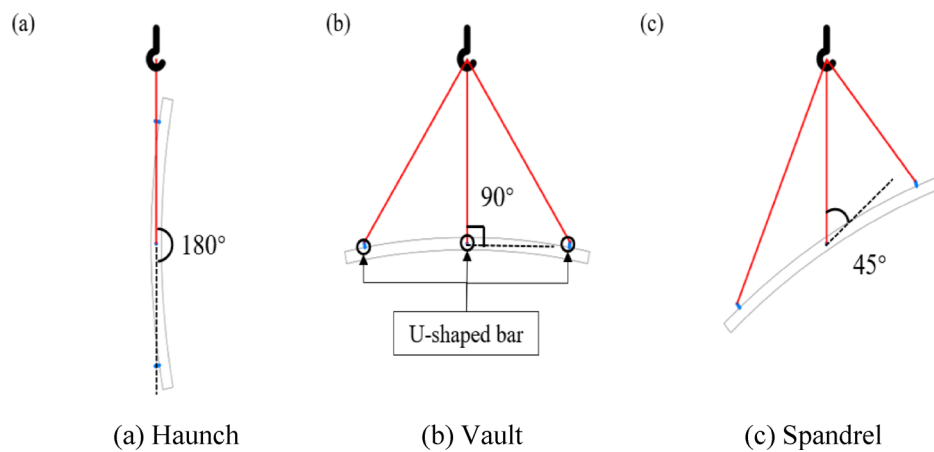 (a)
(b)
(c)
180°
90°
45°
U-shaped bar
(a) Haunch
(b) Vault
(c) Spandrel